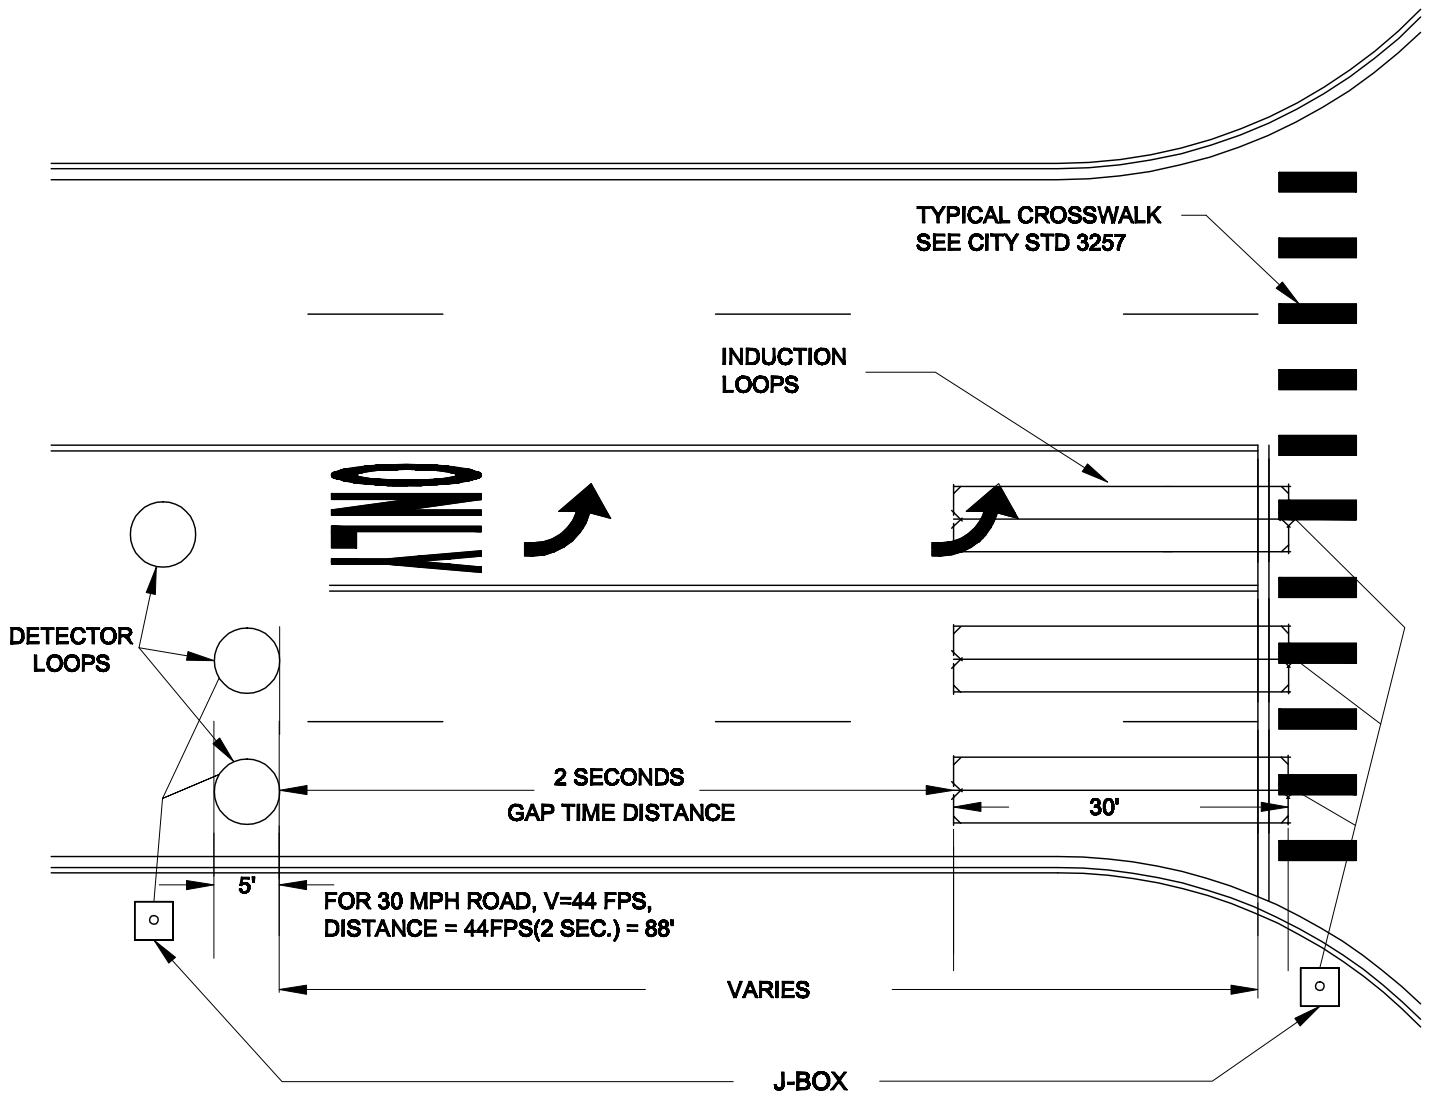 TYPICAL CROSSWALK
SEE CITY STD 3257
INDUCTION
LOOPS
ONLY
DETECTOR
LOOPS
2 SECONDS
GAP TIME DISTANCE
30'
5'
FOR 30 MPH ROAD, V=44 FPS,
DISTANCE = 44FPS(2 SEC.) = 88'
VARIES
J-BOX